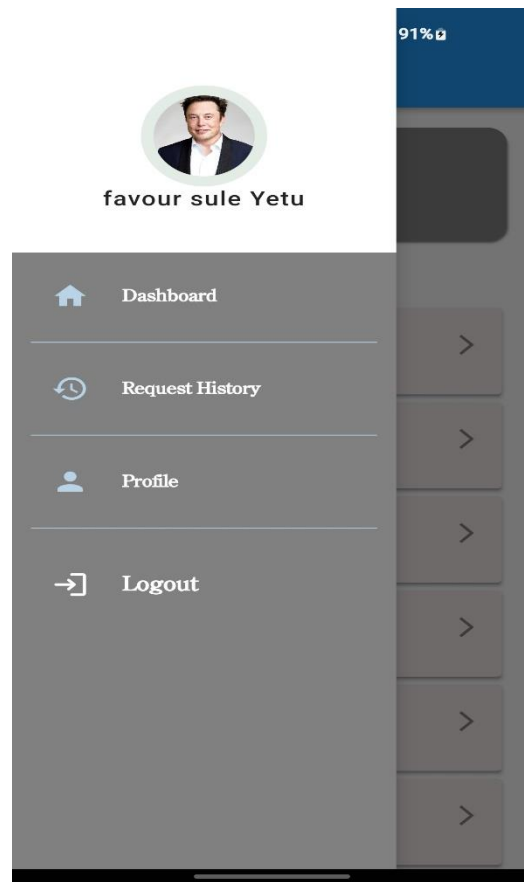 91%
favour sule Yetu
Dashboard
Request History
Profile
Logout